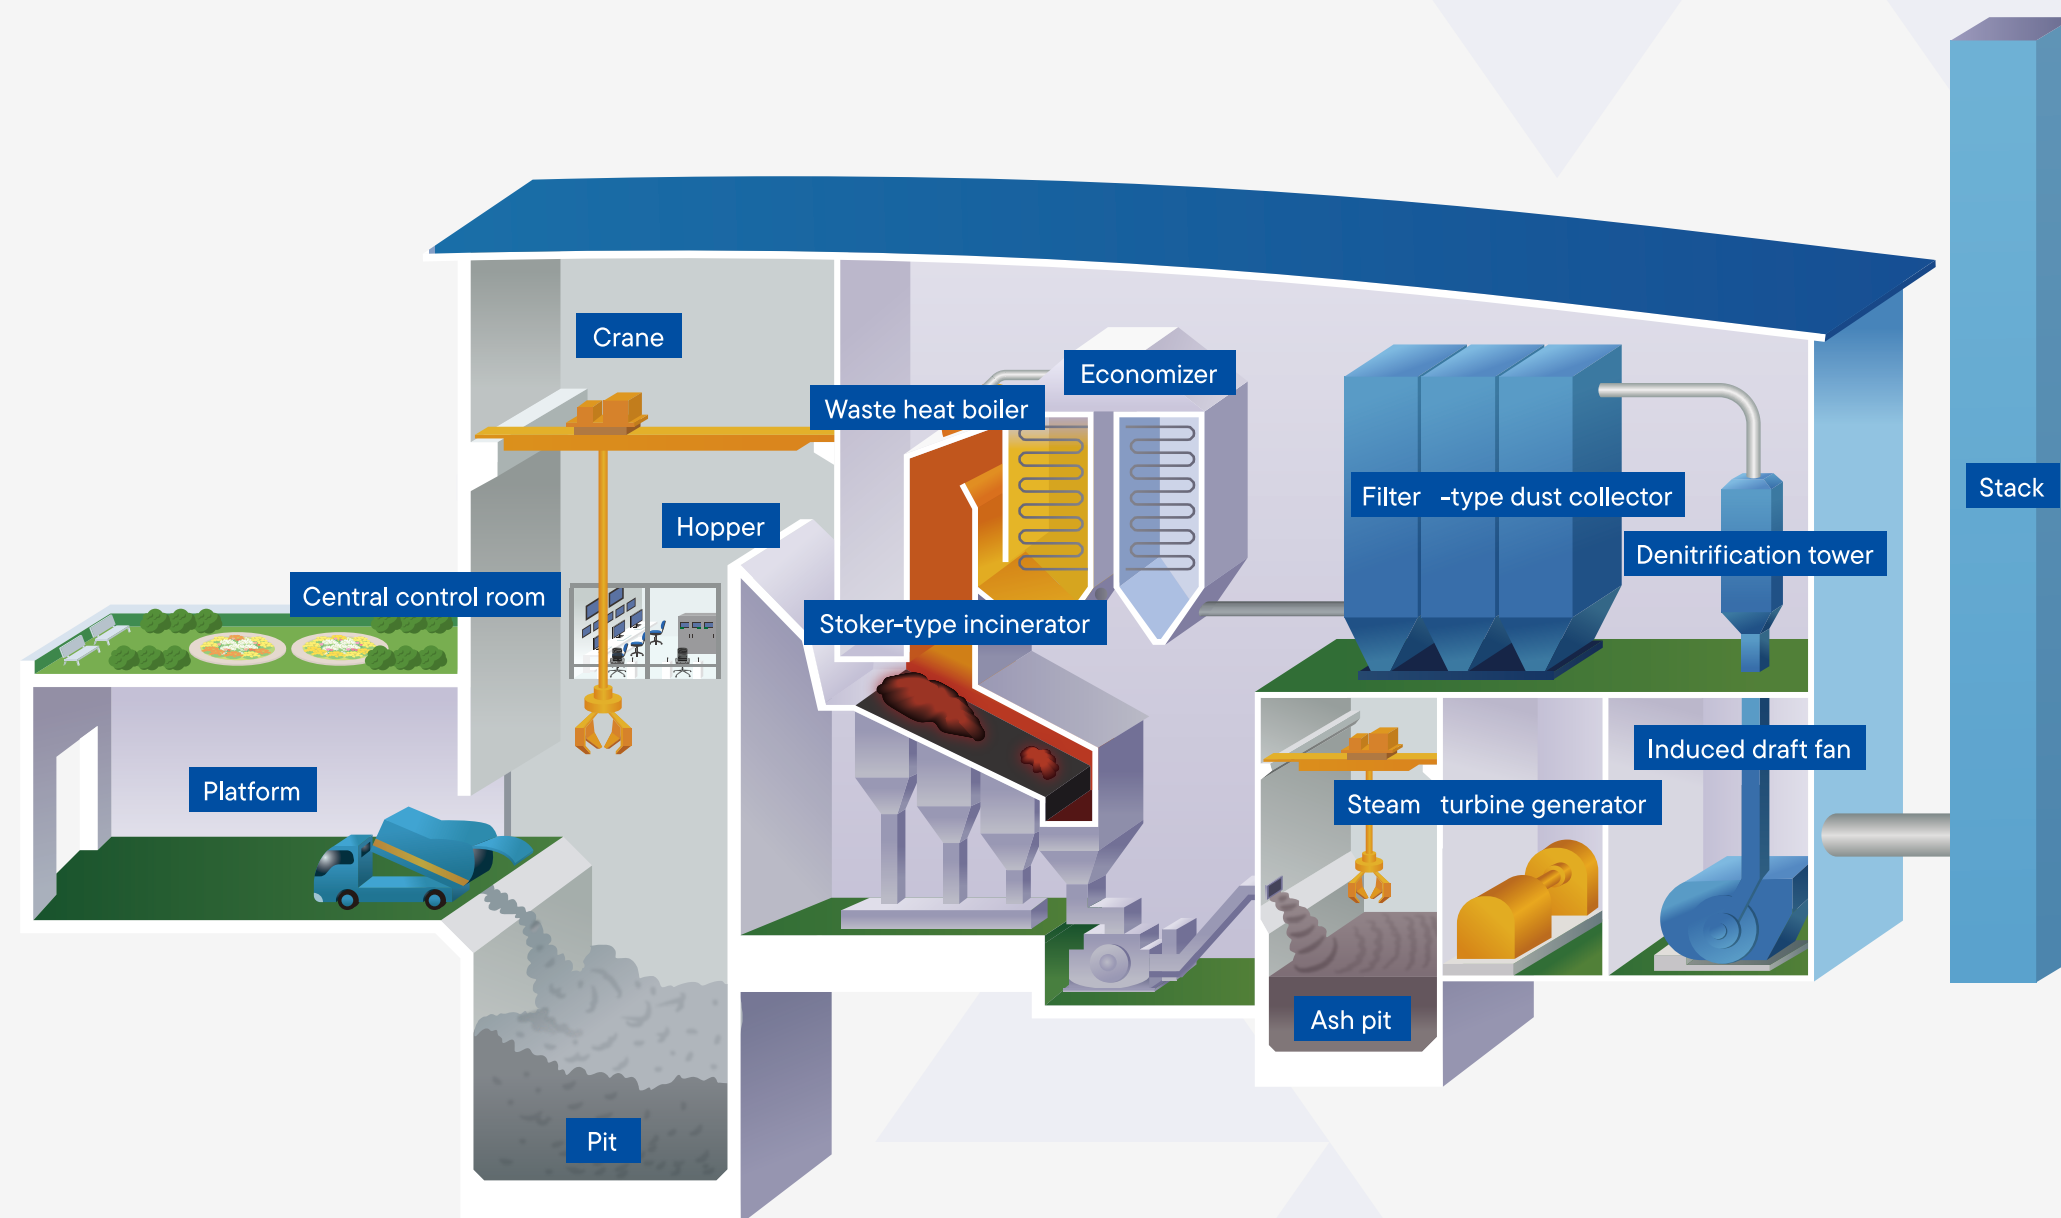 Crane
Economizer
Waste heat boiler
Stack
Filter -type dust collector
Hopper
Denitrification tower
Central control room
Stoker-type incinerator
Induced draft fan
Platform
Steam turbine generator
Ash pit
Pit